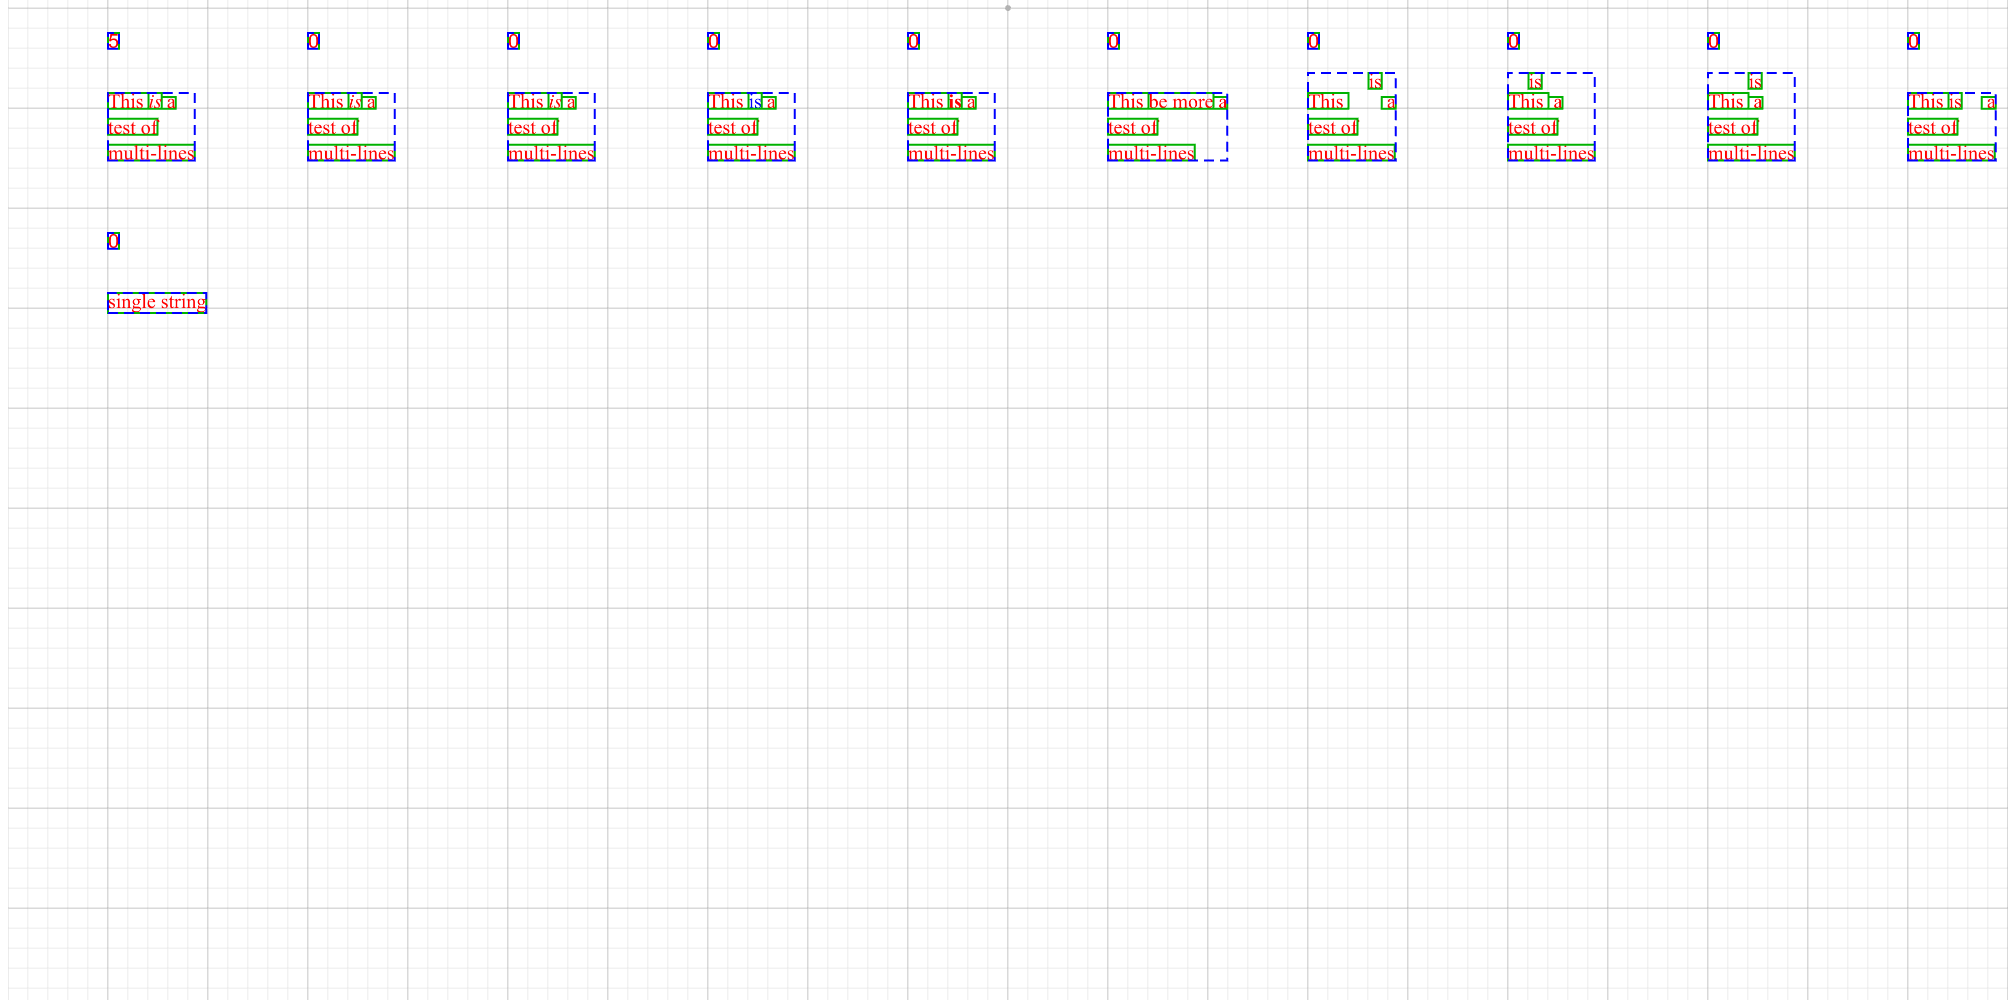 5 0 0 0 0 0 0 0 0 0
is is is
This is a This is a This is a This is a This is a This be more a This a This a This a This is a
test of test of test of test of test of test of test of test of test of test of
multi-lines multi-lines multi-lines multi-lines multi-lines multi-lines multi-lines multi-lines multi-lines multi-lines
0
single string